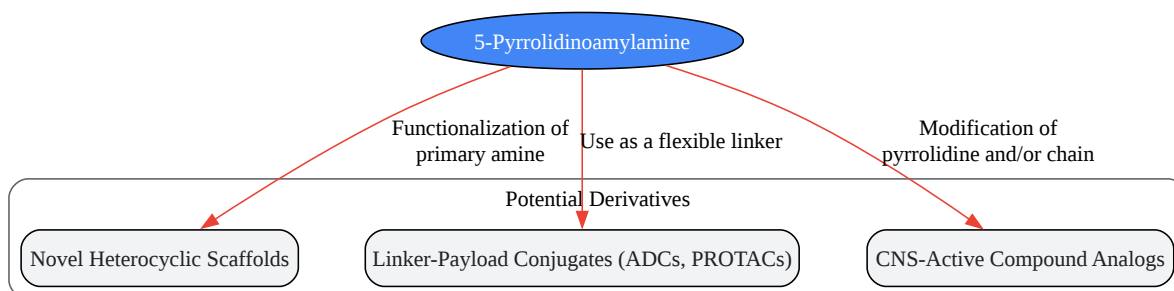 5-Pyrrolidinoamylamine
Functionalization of
primary amine
Use as a flexible linker
Modification of
pyrrolidine and/or chain
Potential Derivatives
Novel Heterocyclic Scaffolds
Linker-Payload Conjugates (ADCs, PROTACs)
CNS-Active Compound Analogs